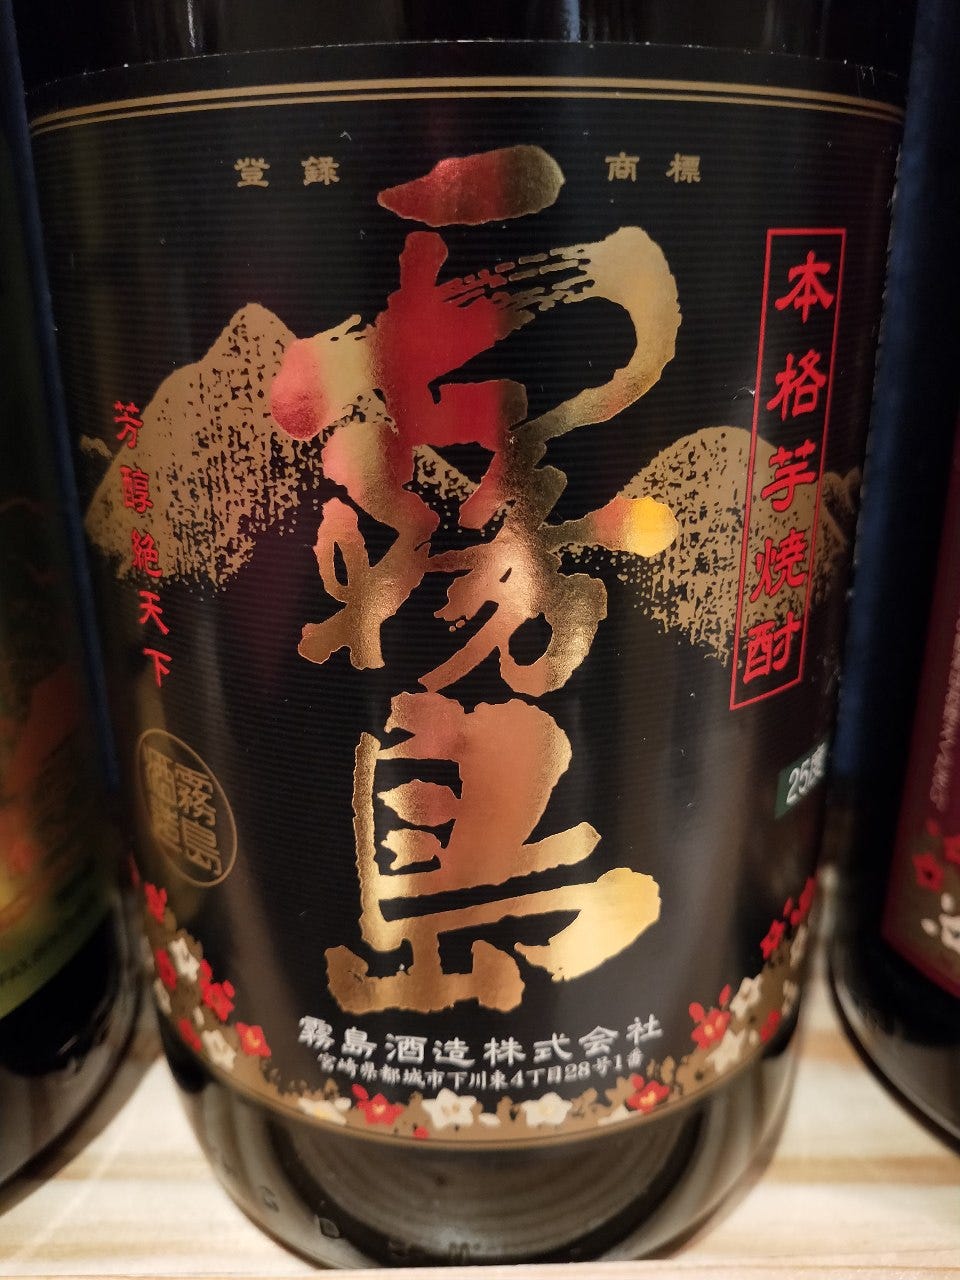 登録商標
霧島
本格芋焼酎
芳醇絶天下
25度
霧島
酒造
霧島酒造株式会社
宮崎県都城市下川東4丁目28号1番